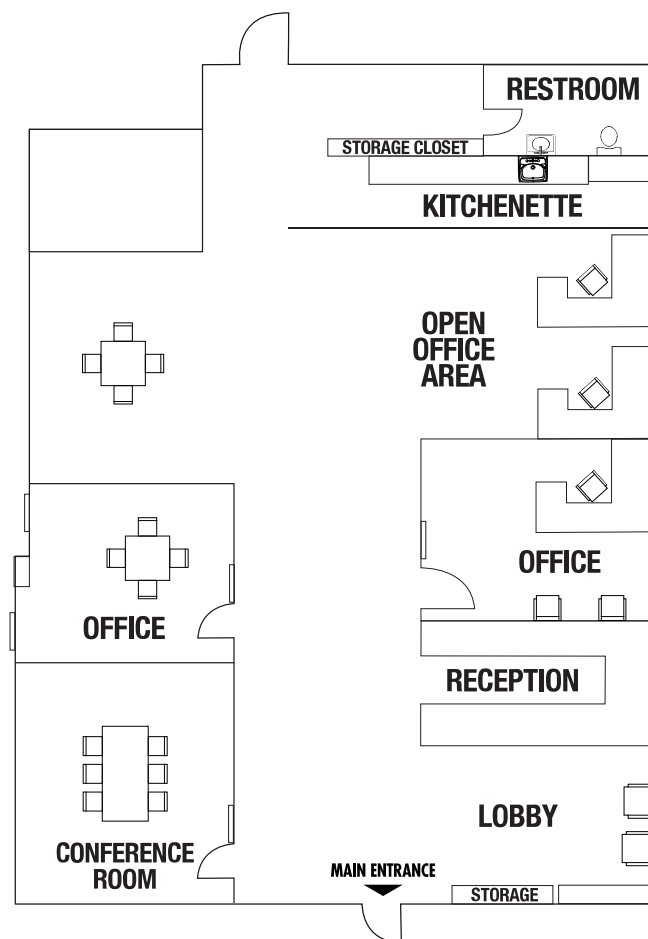 RESTROOM
STORAGE CLOSET
KITCHENETTE
OPEN
OFFICE
AREA
OFFICE
OFFICE
RECEPTION
LOBBY
CONFERENCE
ROOM
MAIN ENTRANCE
STORAGE